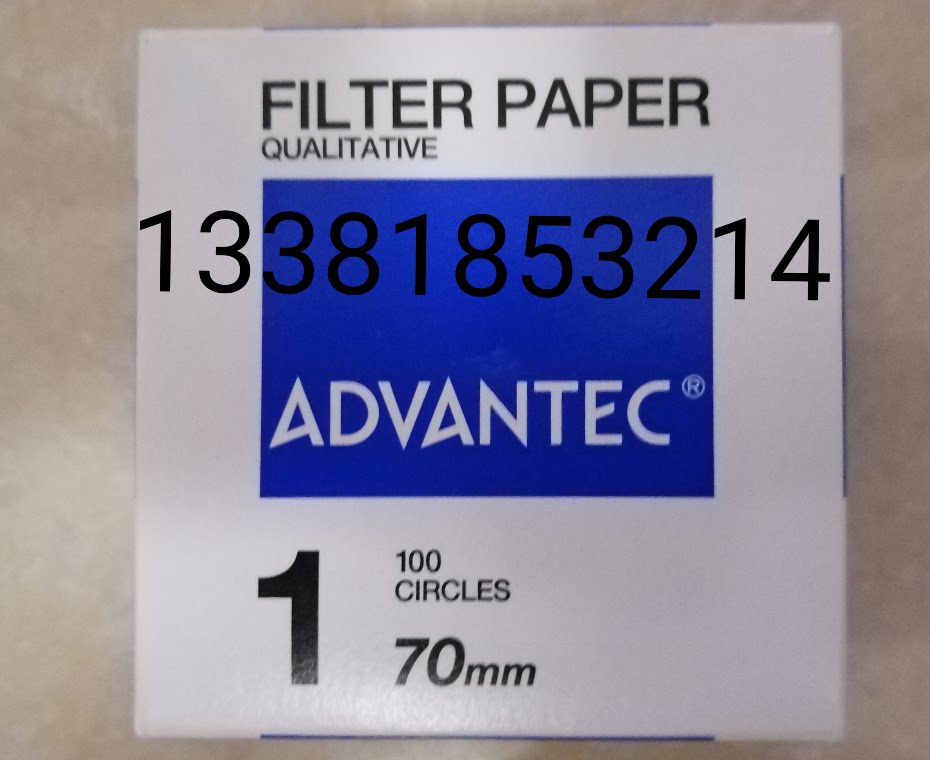 FILTER PAPER
QUALITATIVE
13381853214
ADVANTEC®
1
100
CIRCLES
70mm